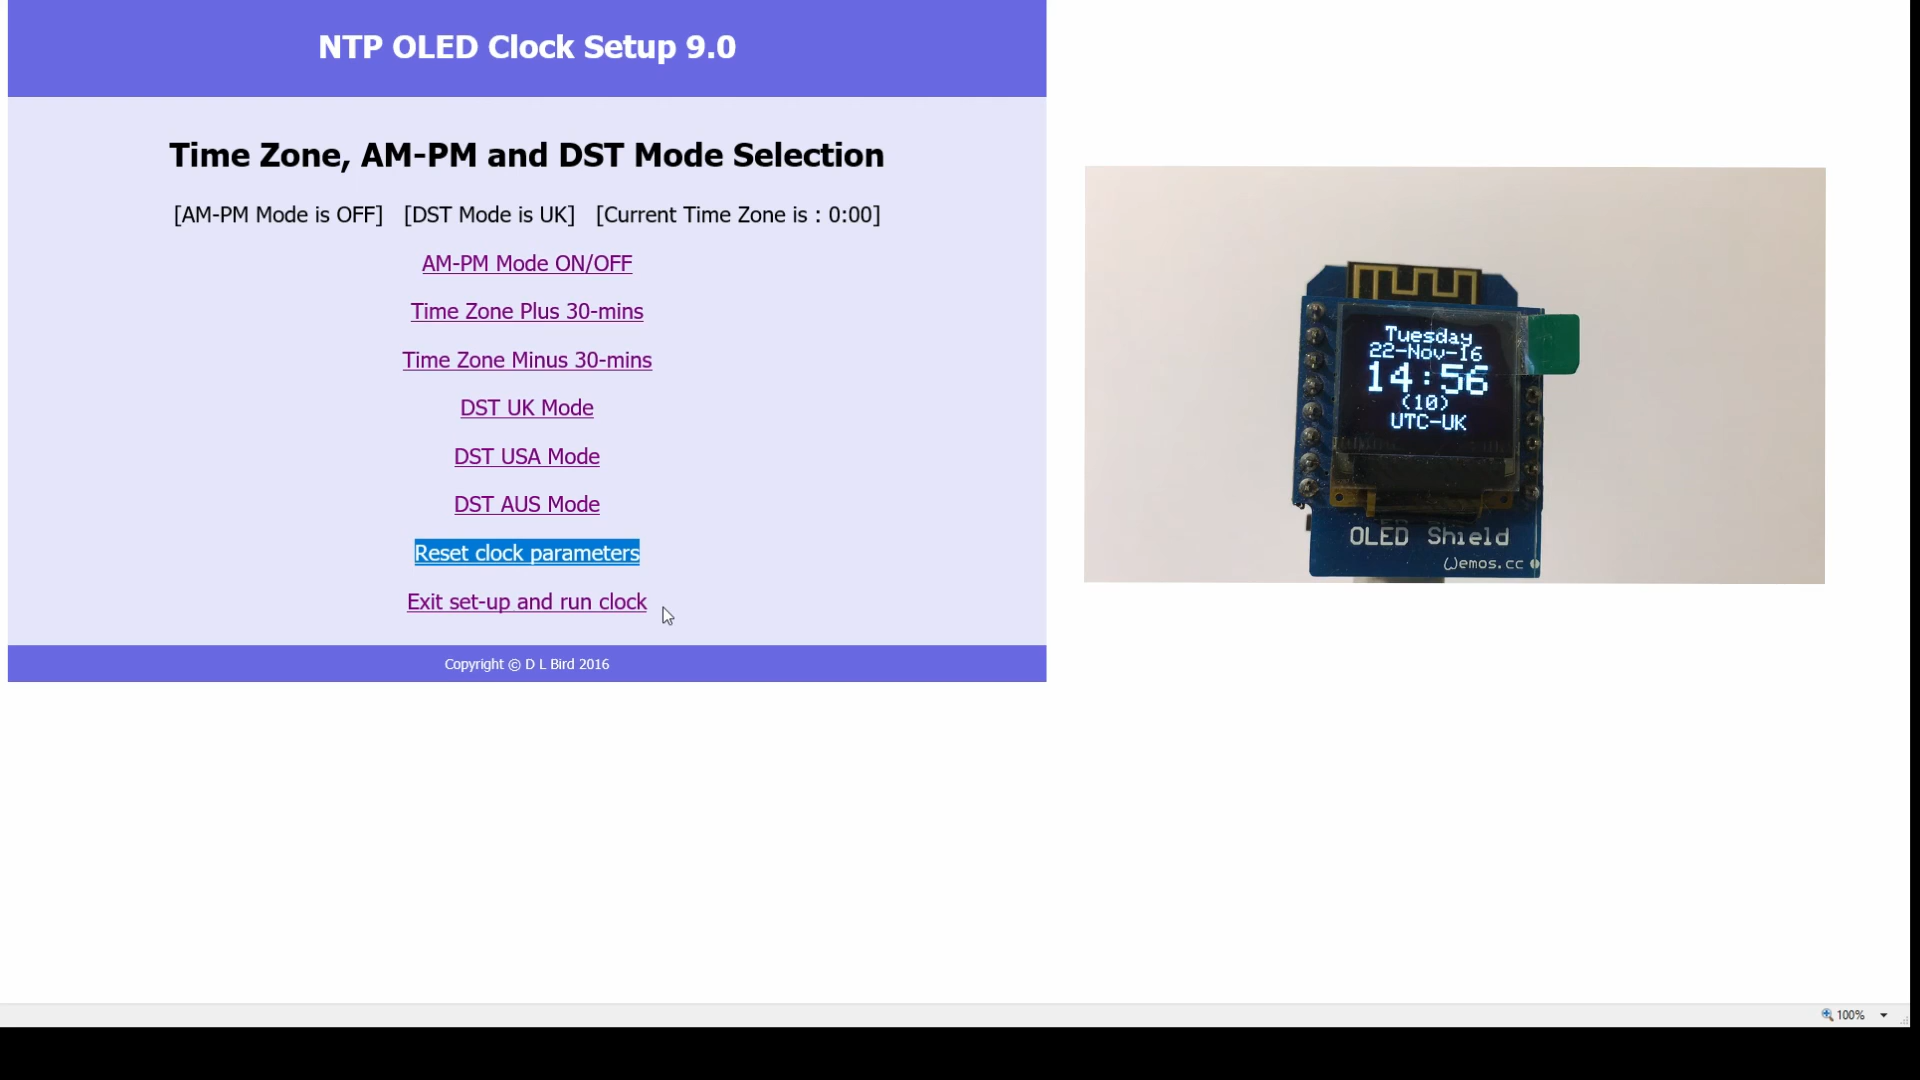 NTP OLED Clock Setup 9.0
Time Zone, AM-PM and DST Mode Selection
[AM-PM Mode is OFF] [DST Mode is UK] [Current Time Zone is : 0:00]
AM-PM Mode ON/OFF
Time Zone Plus 30-mins
Time Zone Minus 30-mins
DST UK Mode
DST USA Mode
DST AUS Mode
Reset clock parameters
Exit set-up and run clock
Copyright © D L Bird 2016
Tuesday
22-Nov-16
14:56
(10)
UTC-UK
OLED Shield
Wemos.cc
100%